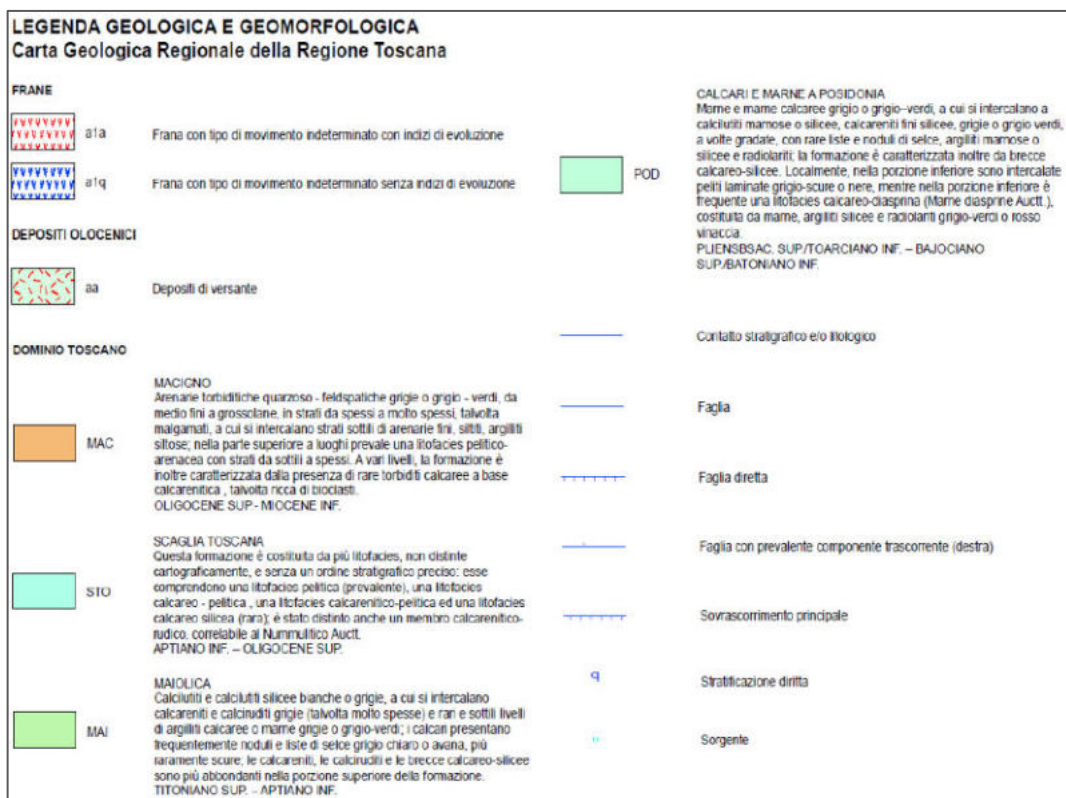 LEGENDA GEOLOGICA E GEOMORFOLOGICA
Carta Geologica Regionale della Regione Toscana
FRANE
a1a Frana con tipo di movimento indeterminato con indizi di evoluzione
a1q Frana con tipo di movimento indeterminato senza indizi di evoluzione
DEPOSITI OLOCENICI
aa Depositi di versante
DOMINIO TOSCANO
MACIGNO
Arenarie torbiditiche quarzoso - feldspatiche grigie o grigio - verdi, da
medio fini a grossolane, in strati da spessi a molto spessi, talvolta
malgamati, a cui si intercalano strati sottili di arenarie fini, siltiti, argilliti
siltose; nella parte superiore a luoghi prevale una litofacies pelitico-
arenacea con strati da sottili a spessi. A vari livelli, la formazione è
inoltre caratterizzata dalla presenza di rare torbiditi calcaree a base
calcarenitica , talvolta ricca di bioclasti.
OLIGOCENE SUP - MIOCENE INF.
MAC
SCAGLIA TOSCANA
Questa formazione è costituita da più litofacies, non distinte
cartograficamente, e senza un ordine stratigrafico preciso: esse
comprendono una litofacies pelitica (prevalente), una litofacies
calcareo - pelitica , una litofacies calcarenitico-pelitica ed una litofacies
calcareo silicea (rara); è stato distinto anche un membro calcarenitico-
rudico, correlabile al Nummulitico Auctt.
APTIANO INF. – OLIGOCENE SUP.
STO
MAIOLICA
Calcilutiti e calcilutiti silicee bianche o grigie, a cui si intercalano
calcareniti e calciruditi grigie (talvolta molto spesse) e rari e sottili livelli
di argilliti calcaree o marne grigie o grigio-verdi; i calcari presentano
frequentemente noduli e liste di selce grigio chiaro o avana, più
raramente scure; le calcareniti, le calciruditi e le brecce calcareo-silicee
sono più abbondanti nella porzione superiore della formazione.
TITONIANO SUP. – APTIANO INF.
MAI
CALCARI E MARNE A POSIDONIA
Marne e marne calcaree grigio o grigio–verdi, a cui si intercalano a
calcilutiti marnose o silicee, calcareniti fini silicee, grigie o grigio verdi,
a volte gradate, con rare liste e noduli di selce, argilliti marnose o
silicee e radiolariti; la formazione è caratterizzata inoltre da brecce
calcareo-silicee. Localmente, nella porzione inferiore sono intercalate
peliti laminate grigio-scure o nere, mentre nella porzione inferiore è
frequente una litofacies calcareo-diasprina (Marne diasprine Auctt.),
costituita da marne, argilliti silicee e radiolariti grigio-verdi o rosso
vinaccia.
PLIENSBSAC. SUP./TOARCIANO INF. – BAJOCIANO
SUP./BATONIANO INF.
POD
Contatto stratigrafico e/o litologico
Faglia
Faglia diretta
Faglia con prevalente componente trascorrente (destra)
Sovrascorrimento principale
q Stratificazione diritta
Sorgente